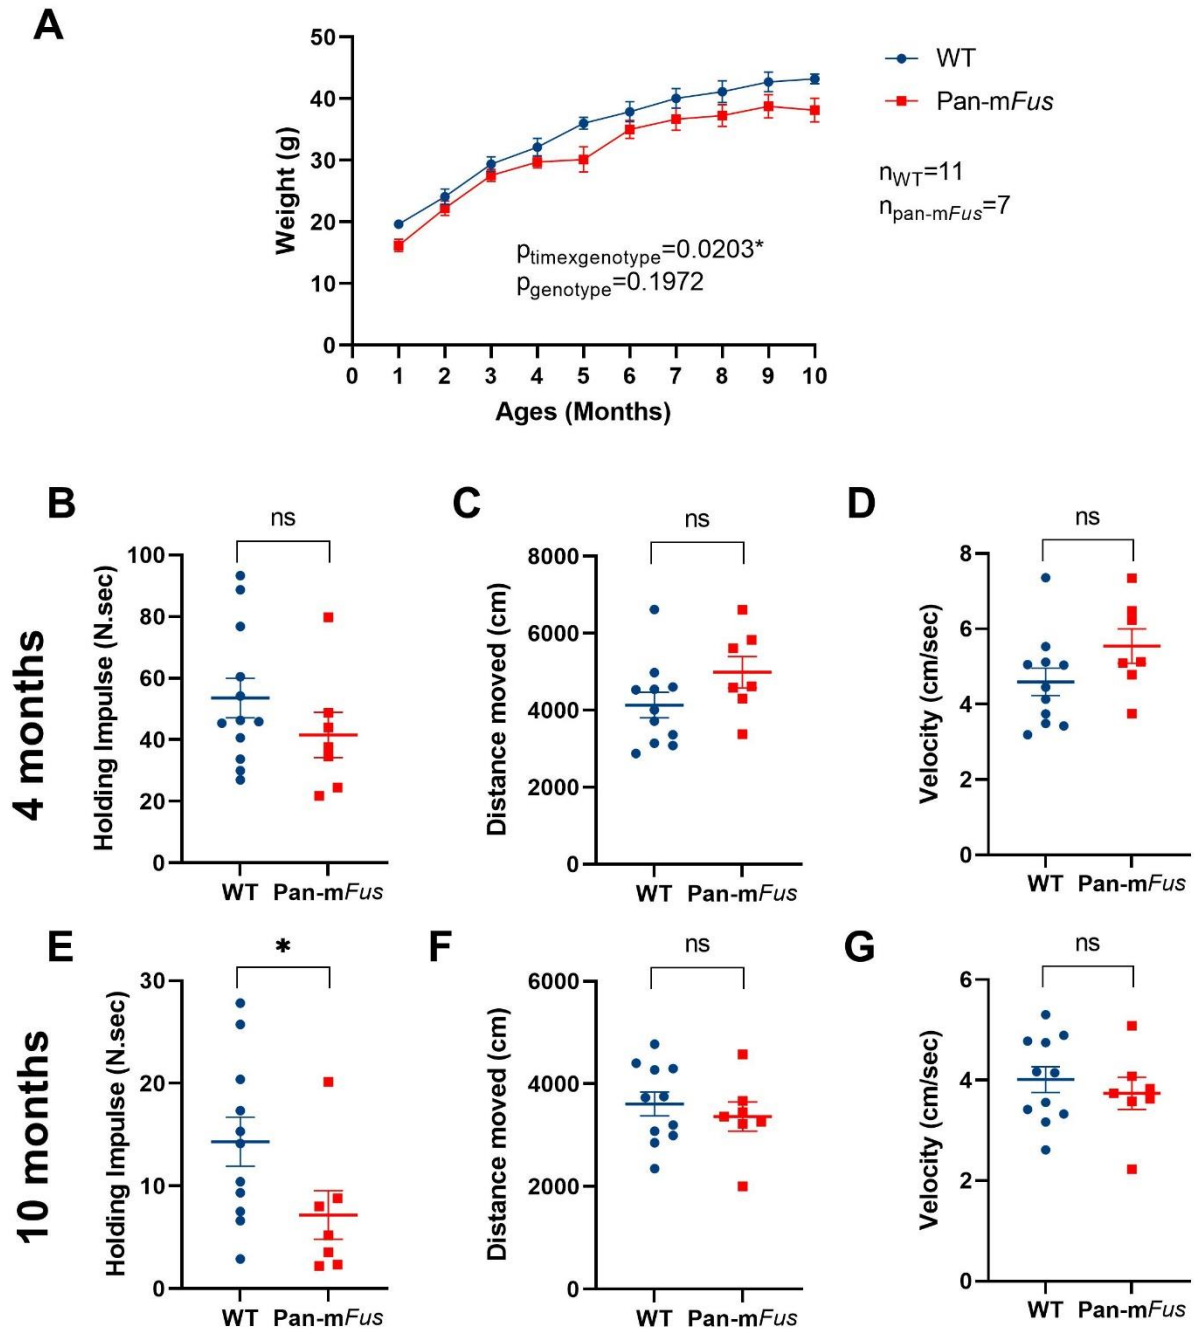 A
50
40
30
20
10
0
Weight (g)
0 1 2 3 4 5 6 7 8 9 10
Ages (Months)
WT
Pan-mFus
nWT=11
npan-mFus=7
ptimexgenotype=0.0203*
pgenotype=0.1972
4 months
B
ns
100
80
60
40
20
0
Holding Impulse (N.sec)
WT Pan-mFus
C
ns
8000
6000
4000
2000
0
Distance moved (cm)
WT Pan-mFus
D
ns
8
6
4
2
0
Velocity (cm/sec)
WT Pan-mFus
10 months
E
*
30
20
10
0
Holding Impulse (N.sec)
WT Pan-mFus
F
ns
6000
4000
2000
0
Distance moved (cm)
WT Pan-mFus
G
ns
6
4
2
0
Velocity (cm/sec)
WT Pan-mFus